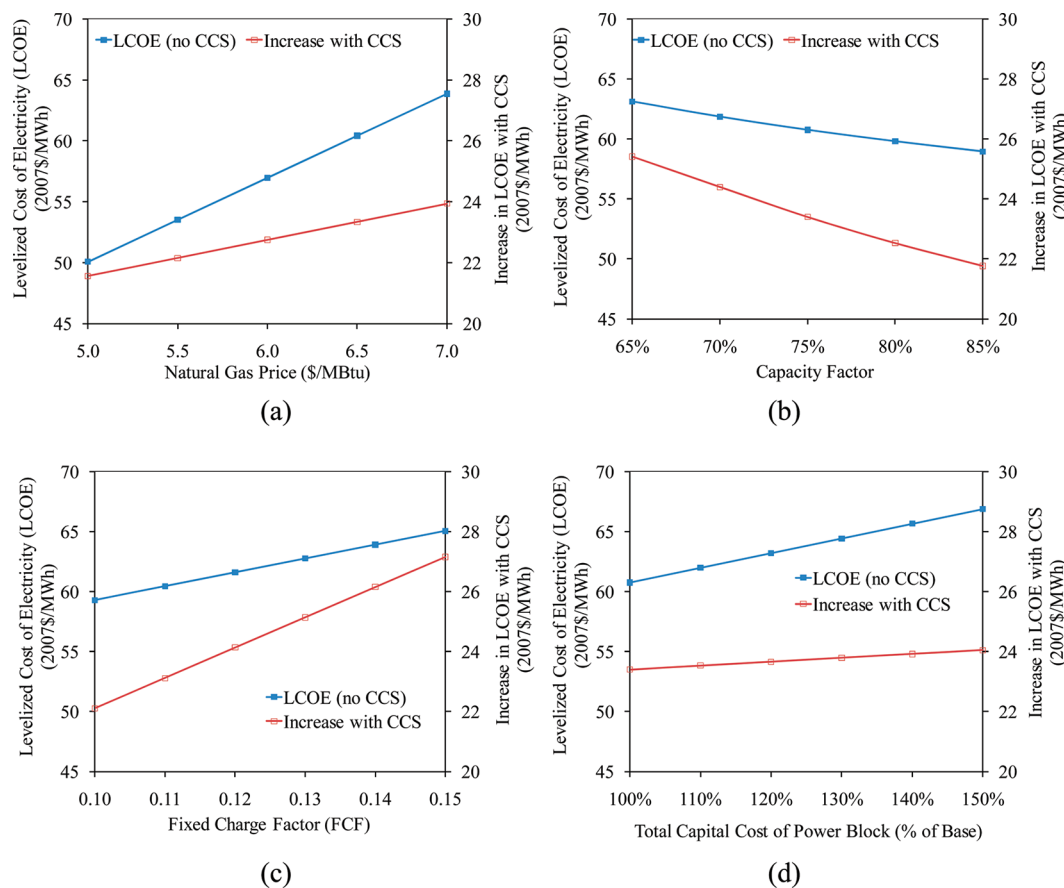 70
65
60
55
50
45
Levelized Cost of Electricity (LCOE)
(2007$/MWh)
LCOE (no CCS)
Increase with CCS
30
28
26
24
22
20
Increase in LCOE with CCS
(2007$/MWh)
5.0 5.5 6.0 6.5 7.0
Natural Gas Price ($/MBtu)
(a)
70
65
60
55
50
45
Levelized Cost of Electricity (LCOE)
(2007$/MWh)
LCOE (no CCS)
Increase with CCS
30
28
26
24
22
20
Increase in LCOE with CCS
(2007$/MWh)
65% 70% 75% 80% 85%
Capacity Factor
(b)
70
65
60
55
50
45
Levelized Cost of Electricity (LCOE)
(2007$/MWh)
LCOE (no CCS)
Increase with CCS
30
28
26
24
22
20
Increase in LCOE with CCS
(2007$/MWh)
0.10 0.11 0.12 0.13 0.14 0.15
Fixed Charge Factor (FCF)
(c)
70
65
60
55
50
45
Levelized Cost of Electricity (LCOE)
(2007$/MWh)
LCOE (no CCS)
Increase with CCS
30
28
26
24
22
20
Increase in LCOE with CCS
(2007$/MWh)
100% 110% 120% 130% 140% 150%
Total Capital Cost of Power Block (% of Base)
(d)